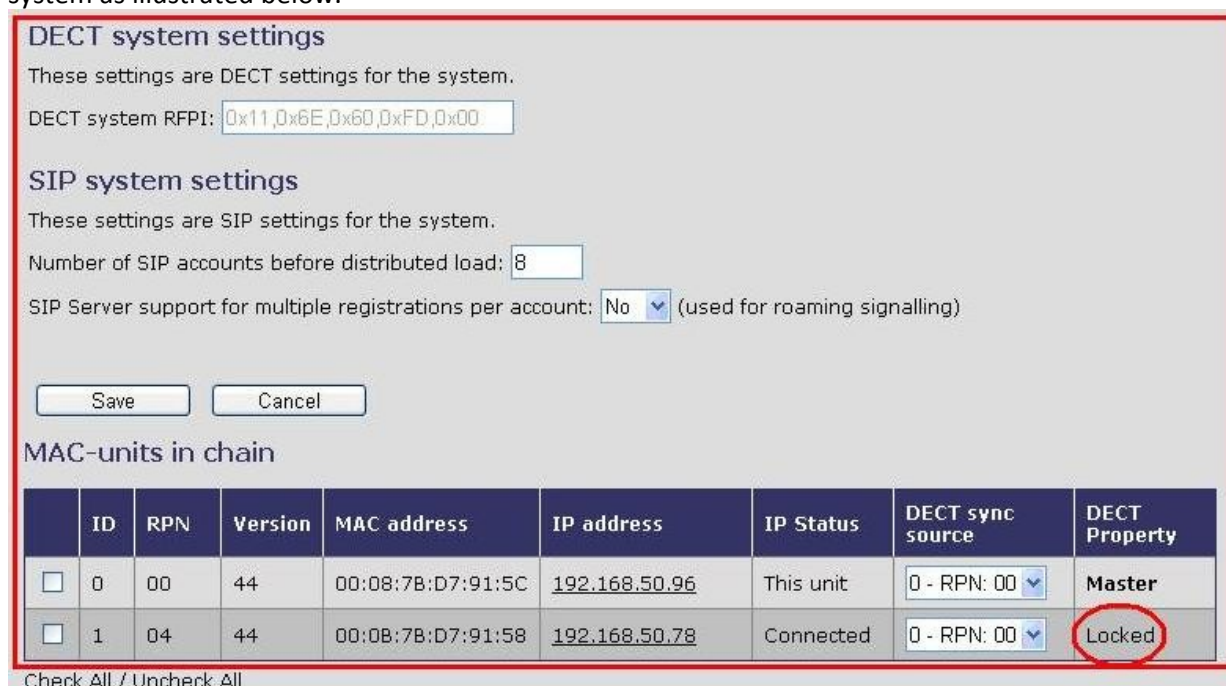 system as illustrated below.
DECT system settings
These settings are DECT settings for the system.
DECT system RFPI: 0x11,0x6E,0x60,0xFD,0x00
SIP system settings
These settings are SIP settings for the system.
Number of SIP accounts before distributed load: 8
SIP Server support for multiple registrations per account: No (used for roaming signalling)
Save Cancel
MAC-units in chain
ID RPN Version MAC address IP address IP Status DECT sync source DECT Property
0 00 44 00:08:7B:D7:91:5C 192.168.50.96 This unit 0 - RPN: 00 Master
1 04 44 00:0B:7B:D7:91:58 192.168.50.78 Connected 0 - RPN: 00 Locked
Check All / Uncheck All